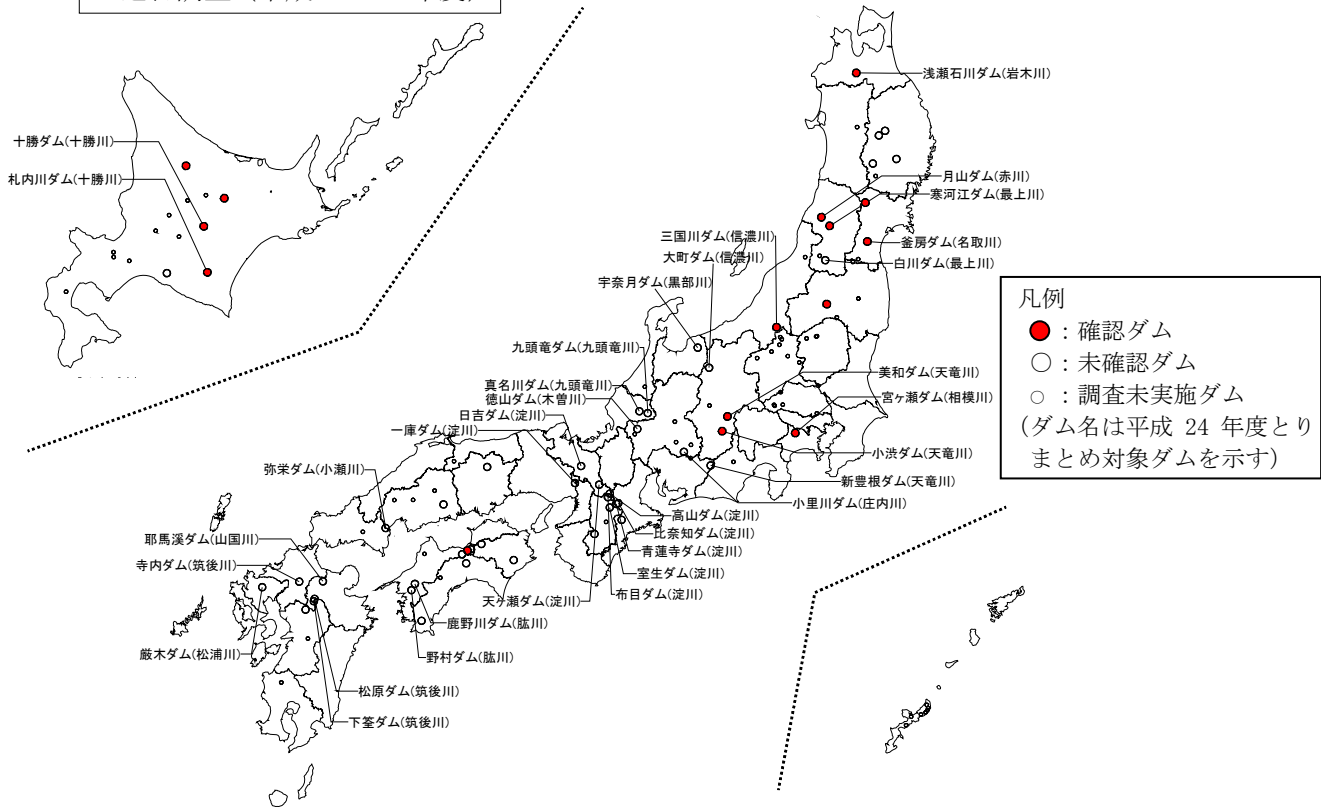 浅瀬石川ダム(岩木川)
十勝ダム(十勝川)
札内川ダム(十勝川)
月山ダム(赤川)
寒河江ダム(最上川)
三国川ダム(信濃川)
釜房ダム(名取川)
大町ダム(信濃川)
白川ダム(最上川)
宇奈月ダム(黒部川)
九頭竜ダム(九頭竜川)
真名川ダム(九頭竜川)
徳山ダム(木曽川)
日吉ダム(淀川)
一庫ダム(淀川)
弥栄ダム(小瀬川)
耶馬溪ダム(山国川)
寺内ダム(筑後川)
厳木ダム(松浦川)
松原ダム(筑後川)
下筌ダム(筑後川)
美和ダム(天竜川)
宮ヶ瀬ダム(相模川)
小渋ダム(天竜川)
新豊根ダム(天竜川)
小里川ダム(庄内川)
高山ダム(淀川)
比奈知ダム(淀川)
青蓮寺ダム(淀川)
室生ダム(淀川)
布目ダム(淀川)
天ヶ瀬ダム(淀川)
鹿野川ダム(肱川)
野村ダム(肱川)
凡例
：確認ダム
：未確認ダム
：調査未実施ダム
(ダム名は平成 24 年度とり
まとめ対象ダムを示す)